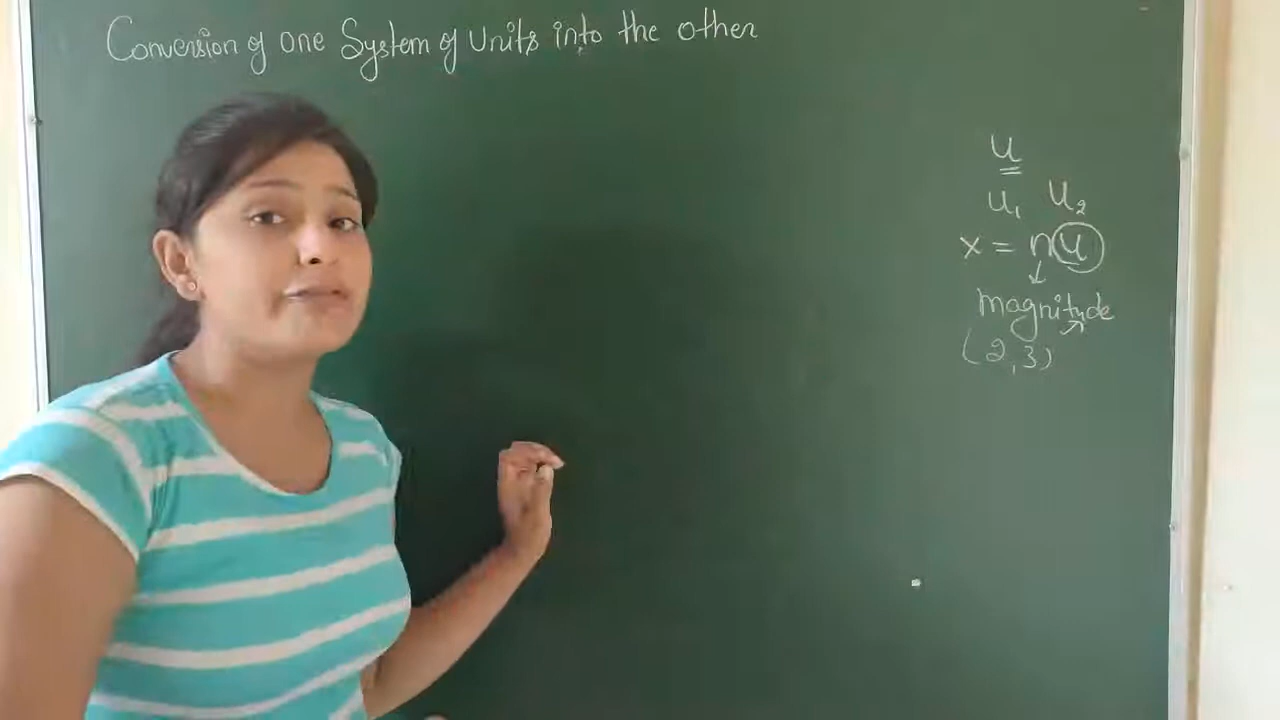 Conversion of one System of Units into the other
u
u₁ u₂
x = nu
↓
magnitude
(2,3)